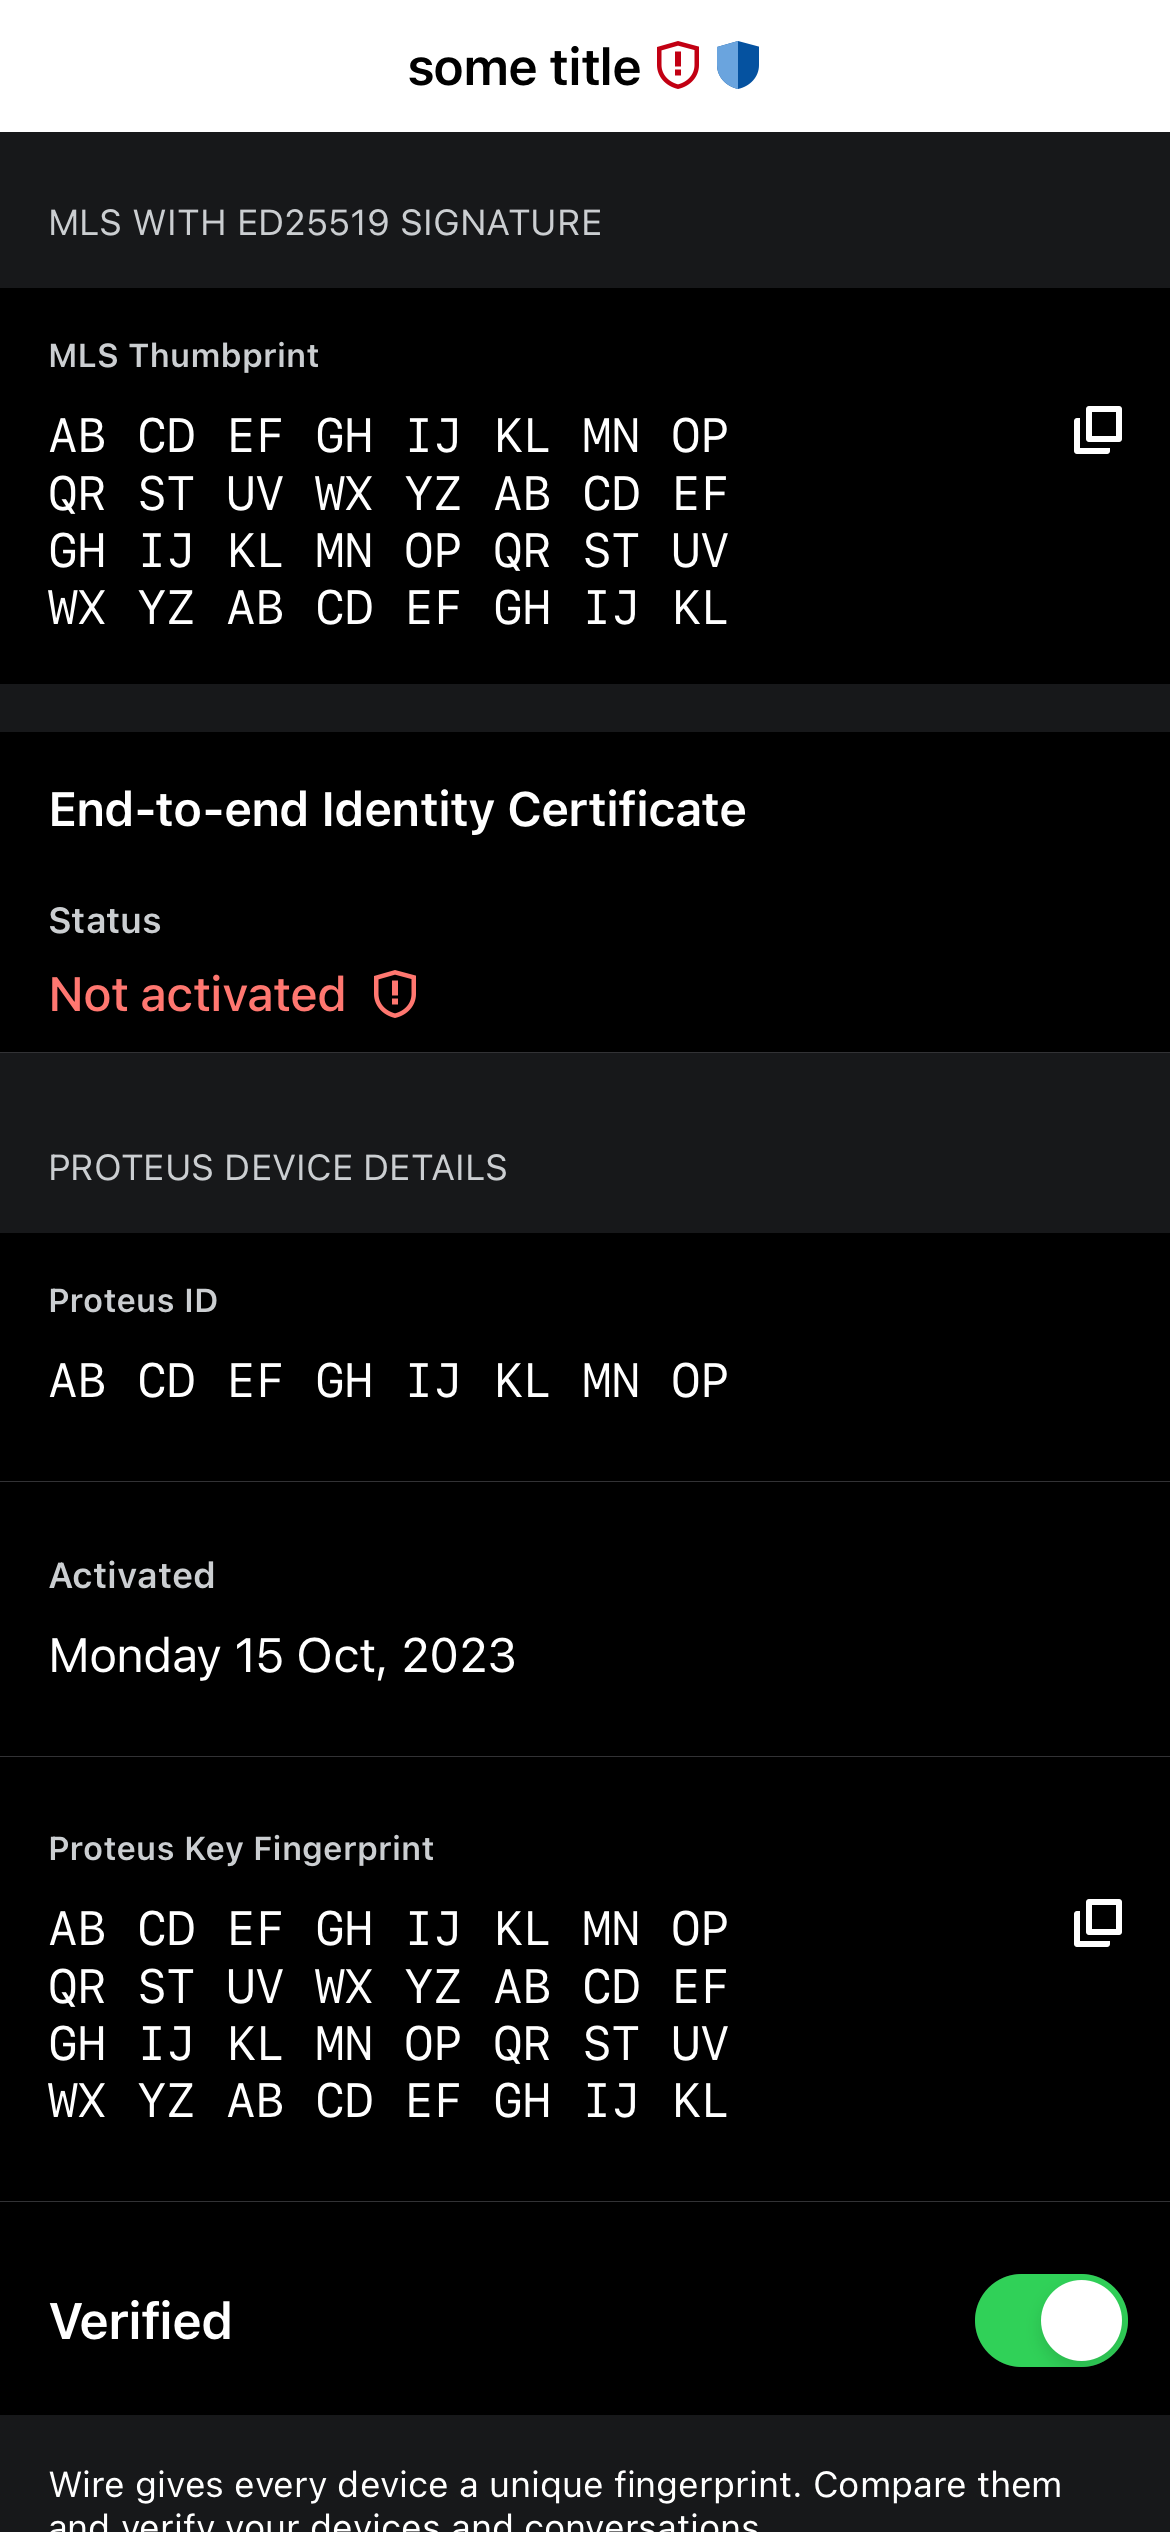 some title
MLS WITH ED25519 SIGNATURE
MLS Thumbprint
AB CD EF GH IJ KL MN OP
QR ST UV WX YZ AB CD EF
GH IJ KL MN OP QR ST UV
WX YZ AB CD EF GH IJ KL
End-to-end Identity Certificate
Status
Not activated
PROTEUS DEVICE DETAILS
Proteus ID
AB CD EF GH IJ KL MN OP
Activated
Monday 15 Oct, 2023
Proteus Key Fingerprint
AB CD EF GH IJ KL MN OP
QR ST UV WX YZ AB CD EF
GH IJ KL MN OP QR ST UV
WX YZ AB CD EF GH IJ KL
Verified
Wire gives every device a unique fingerprint. Compare them
and verify your devices and conversations.